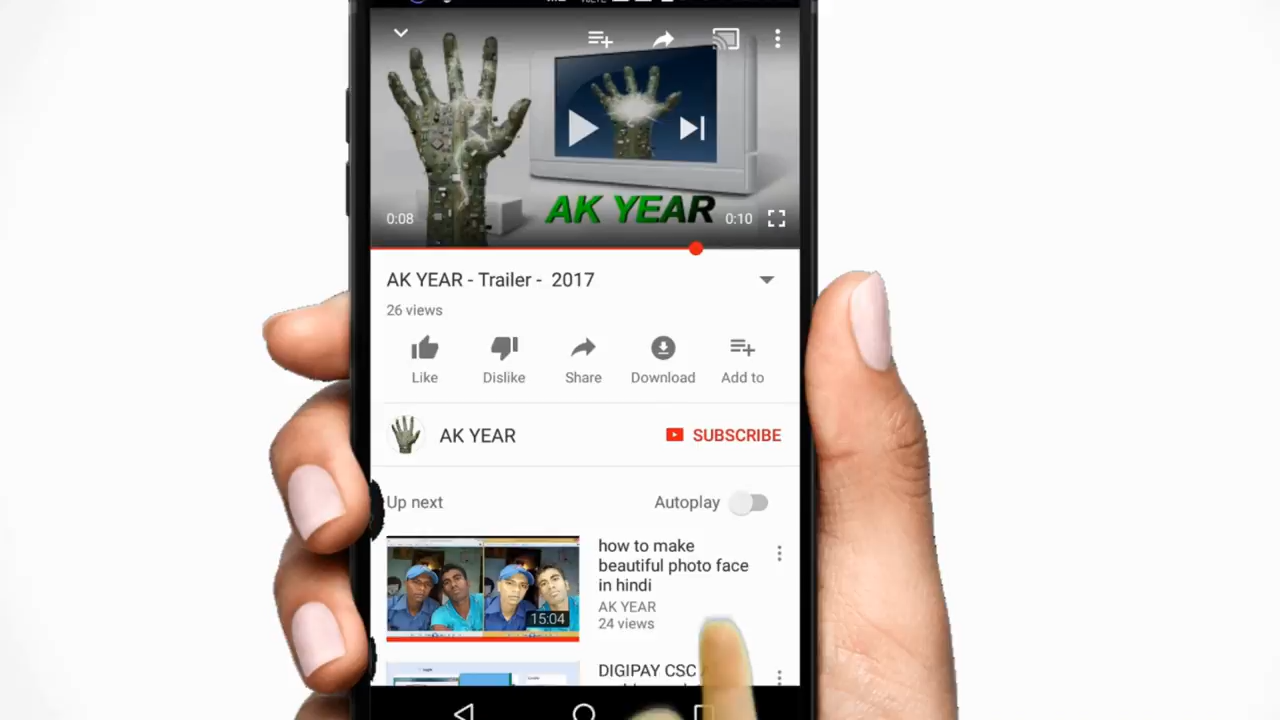 AK YEAR
0:08
0:10
AK YEAR - Trailer - 2017
26 views
Like
Dislike
Share
Download
Add to
AK YEAR
SUBSCRIBE
Up next
Autoplay
how to make
beautiful photo face
in hindi
AK YEAR
24 views
15:04
DIGIPAY CSC